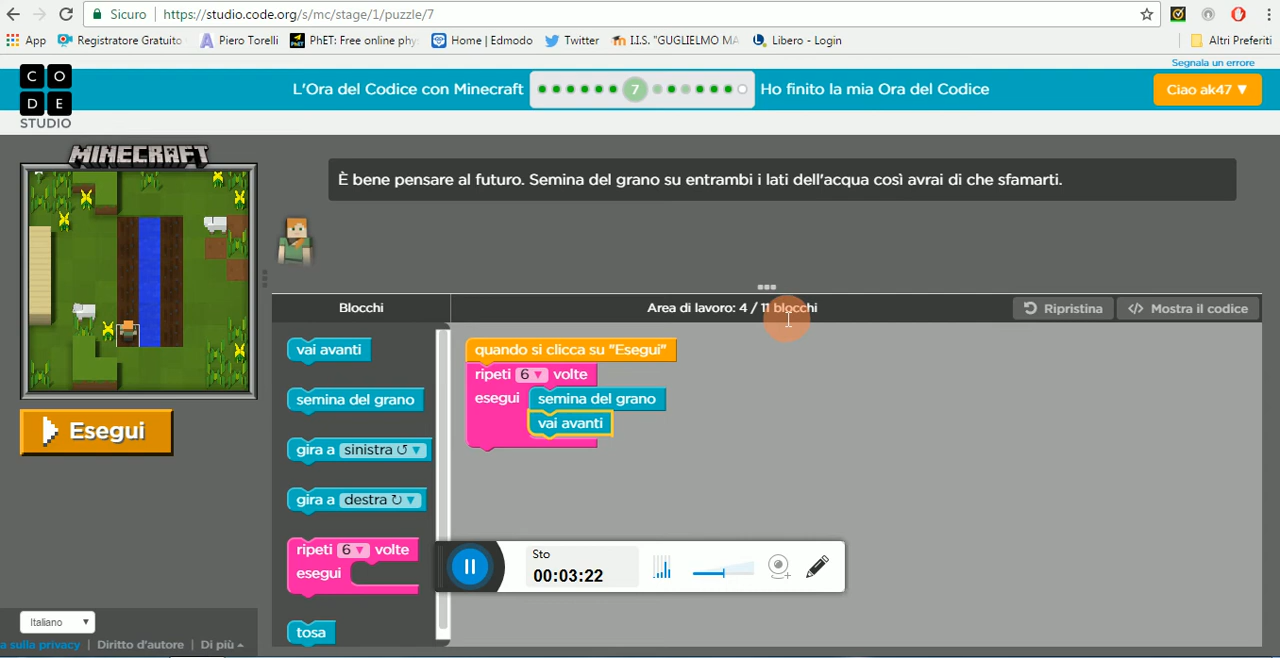 Sicuro | https://studio.code.org/s/mc/stage/1/puzzle/7
App Registratore Gratuito Piero Torelli PhET: Free online phy Home | Edmodo Twitter I.I.S. "GUGLIELMO MA Libero - Login Altri Preferiti
Segnala un errore
CODE
STUDIO
L'Ora del Codice con Minecraft 7 Ho finito la mia Ora del Codice
Ciao ak47 ▼
MINECRAFT
È bene pensare al futuro. Semina del grano su entrambi i lati dell'acqua così avrai di che sfamarti.
Blocchi
Area di lavoro: 4 / 11 blocchi
Ripristina
</> Mostra il codice
vai avanti
semina del grano
gira a sinistra ↺ ▼
gira a destra ↻ ▼
ripeti 6 ▼ volte
esegui
tosa
quando si clicca su "Esegui"
ripeti 6 ▼ volte
esegui semina del grano
vai avanti
Esegui
Sto
00:03:22
Italiano
a sulla privacy | Diritto d'autore | Di più